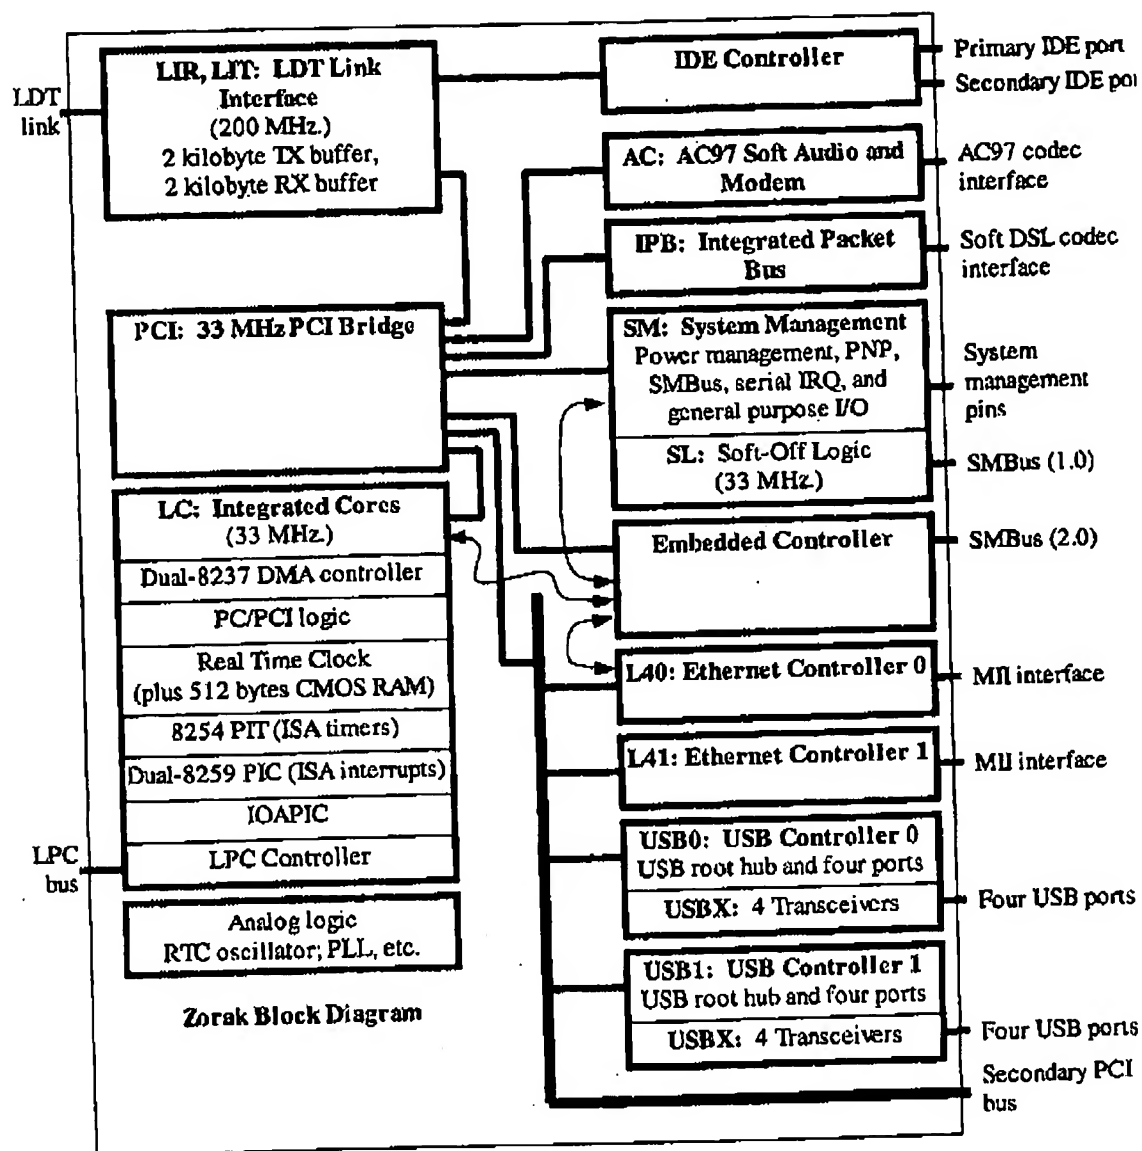 LDT
link
LIR, LIT: LDT Link
Interface
(200 MHz.)
2 kilobyte TX buffer,
2 kilobyte RX buffer
IDE Controller
Primary IDE port
Secondary IDE por
AC: AC97 Soft Audio and
Modem
AC97 codec
interface
IPB: Integrated Packet
Bus
Soft DSL codec
interface
PCI: 33 MHz PCI Bridge
SM: System Management
Power management, PNP,
SMBus, serial IRQ, and
general purpose I/O
System
management
pins
SL: Soft-Off Logic
(33 MHz.)
SMBus (1.0)
LC: Integrated Cores
(33 MHz.)
Dual-8237 DMA controller
PC/PCI logic
Real Time Clock
(plus 512 bytes CMOS RAM)
8254 PIT (ISA timers)
Dual-8259 PIC (ISA interrupts)
IOAPIC
LPC Controller
LPC
bus
Analog logic
RTC oscillator; PLL, etc.
Zorak Block Diagram
Embedded Controller
SMBus (2.0)
L40: Ethernet Controller 0
MII interface
L41: Ethernet Controller 1
MII interface
USB0: USB Controller 0
USB root hub and four ports
USBX: 4 Transceivers
Four USB ports
USB1: USB Controller 1
USB root hub and four ports
USBX: 4 Transceivers
Four USB ports
Secondary PCI
bus